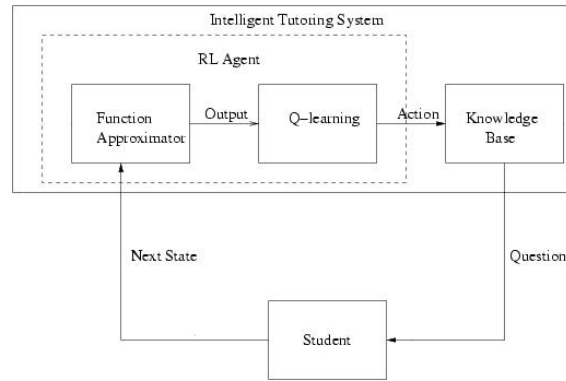 Intelligent Tutoring System
RL Agent
Function
Approximator
Output
Q−learning
Action
Knowledge
Base
Next State
Question
Student